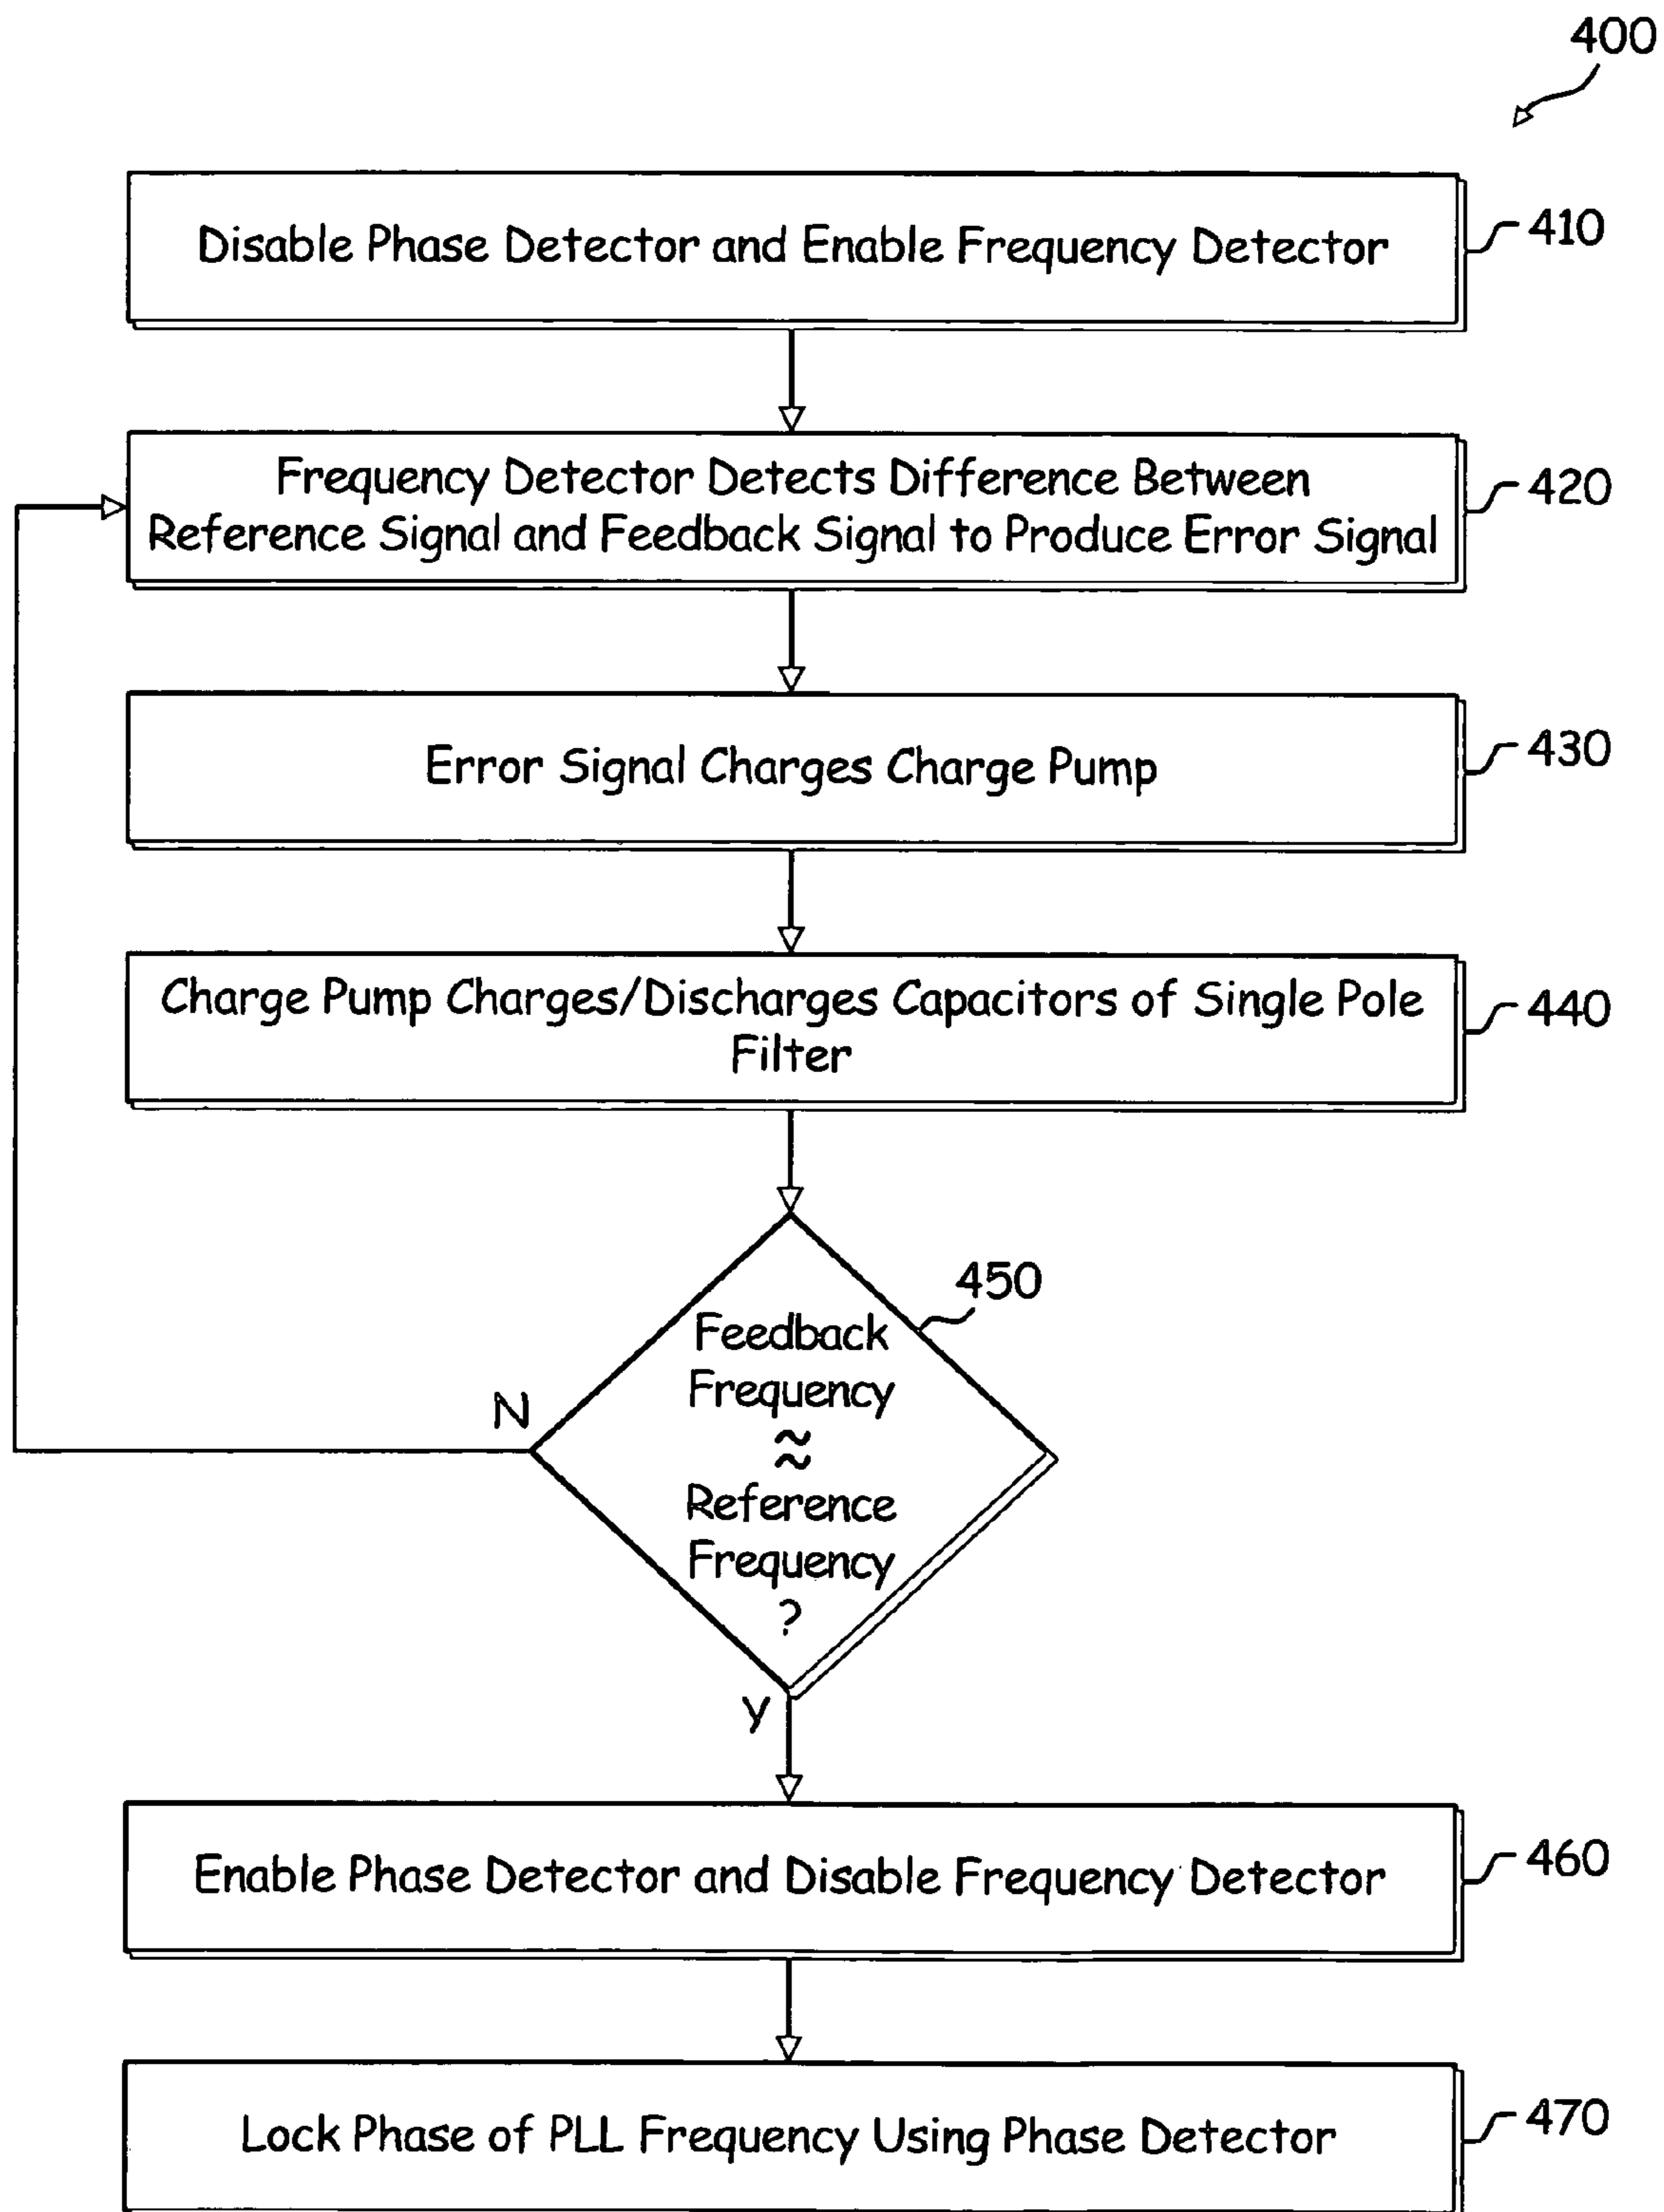 400
Disable Phase Detector and Enable Frequency Detector
410
Frequency Detector Detects Difference Between
Reference Signal and Feedback Signal to Produce Error Signal
420
Error Signal Charges Charge Pump
430
Charge Pump Charges/Discharges Capacitors of Single Pole
Filter
440
450
Feedback
Frequency
≈
Reference
Frequency
?
N
Y
Enable Phase Detector and Disable Frequency Detector
460
Lock Phase of PLL Frequency Using Phase Detector
470